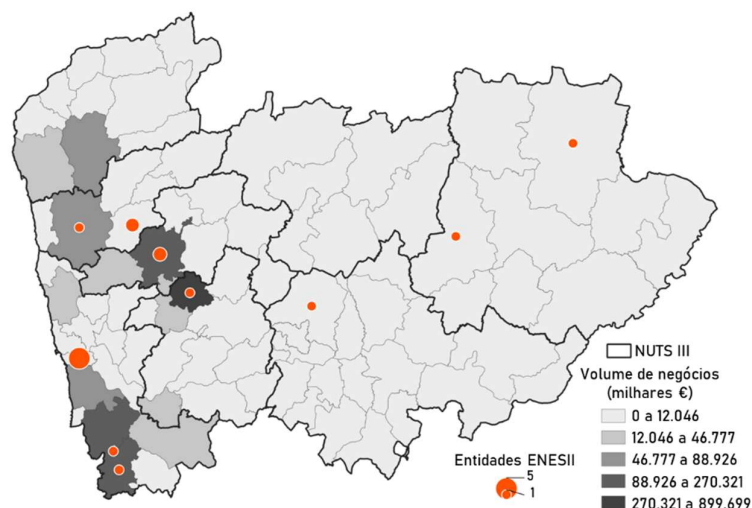 NUTS III
Volume de negócios
(milhares €)
0 a 12.046
12.046 a 46.777
46.777 a 88.926
88.926 a 270.321
270.321 a 899.699
Entidades ENESII
5
1